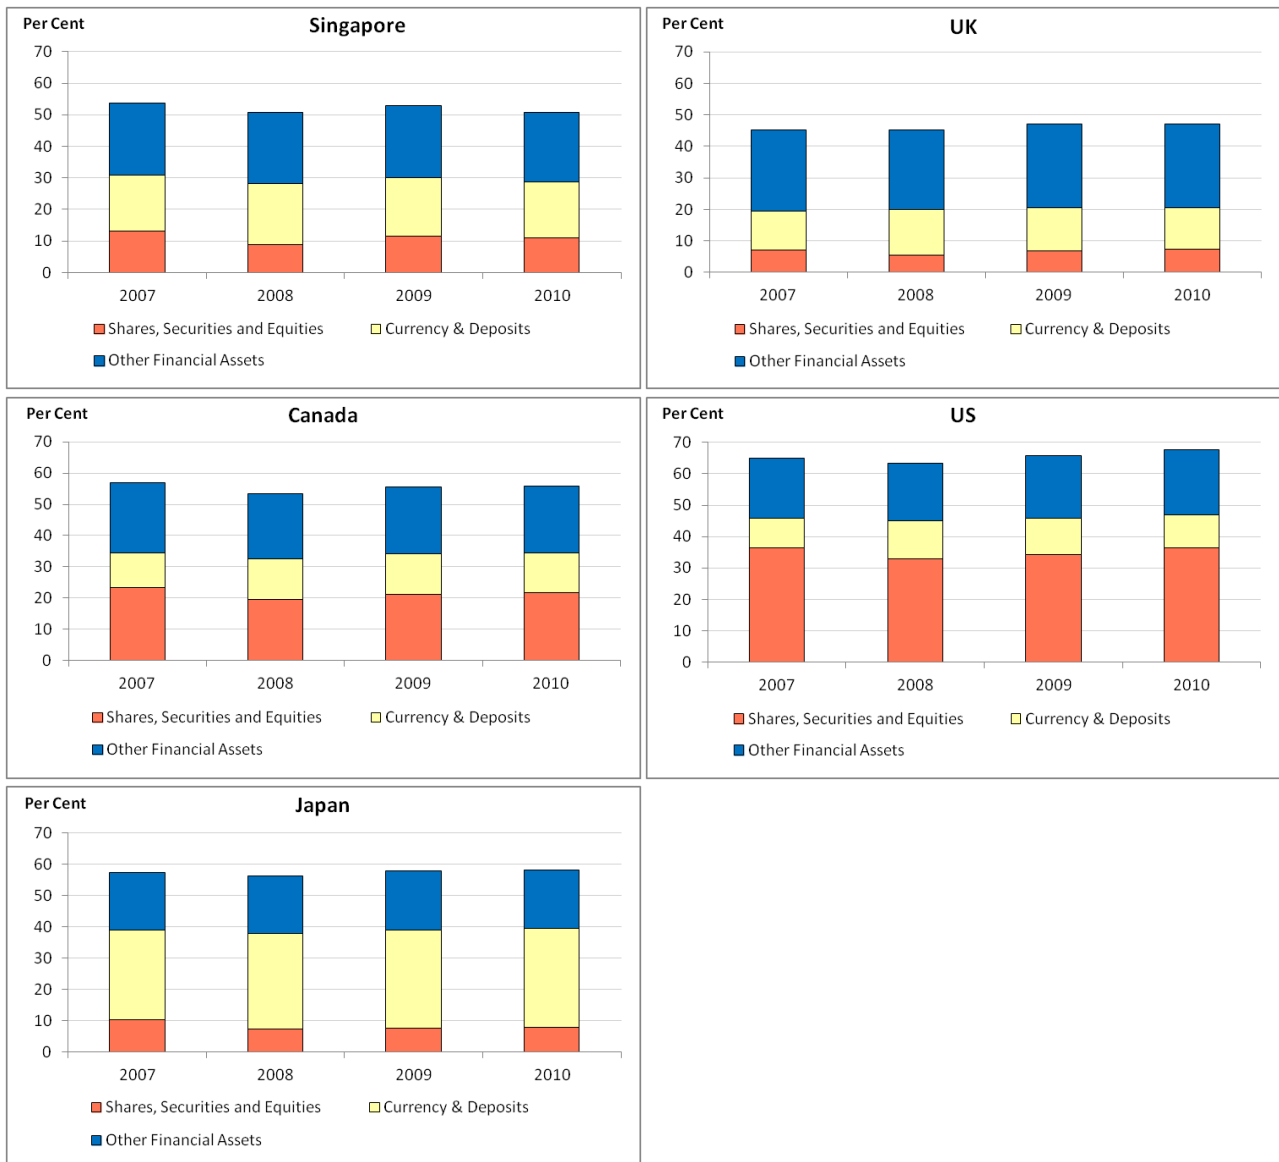 Per Cent
Singapore
70
60
50
40
30
20
10
0
2007 2008 2009 2010
Shares, Securities and Equities Currency & Deposits
Other Financial Assets
Per Cent
UK
70
60
50
40
30
20
10
0
2007 2008 2009 2010
Shares, Securities and Equities Currency & Deposits
Other Financial Assets
Per Cent
Canada
70
60
50
40
30
20
10
0
2007 2008 2009 2010
Shares, Securities and Equities Currency & Deposits
Other Financial Assets
Per Cent
US
70
60
50
40
30
20
10
0
2007 2008 2009 2010
Shares, Securities and Equities Currency & Deposits
Other Financial Assets
Per Cent
Japan
70
60
50
40
30
20
10
0
2007 2008 2009 2010
Shares, Securities and Equities Currency & Deposits
Other Financial Assets